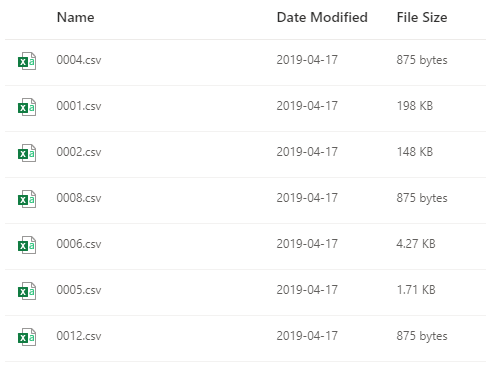 Name Date Modified File Size
0004.csv 2019-04-17 875 bytes
0001.csv 2019-04-17 198 KB
0002.csv 2019-04-17 148 KB
0008.csv 2019-04-17 875 bytes
0006.csv 2019-04-17 4.27 KB
0005.csv 2019-04-17 1.71 KB
0012.csv 2019-04-17 875 bytes